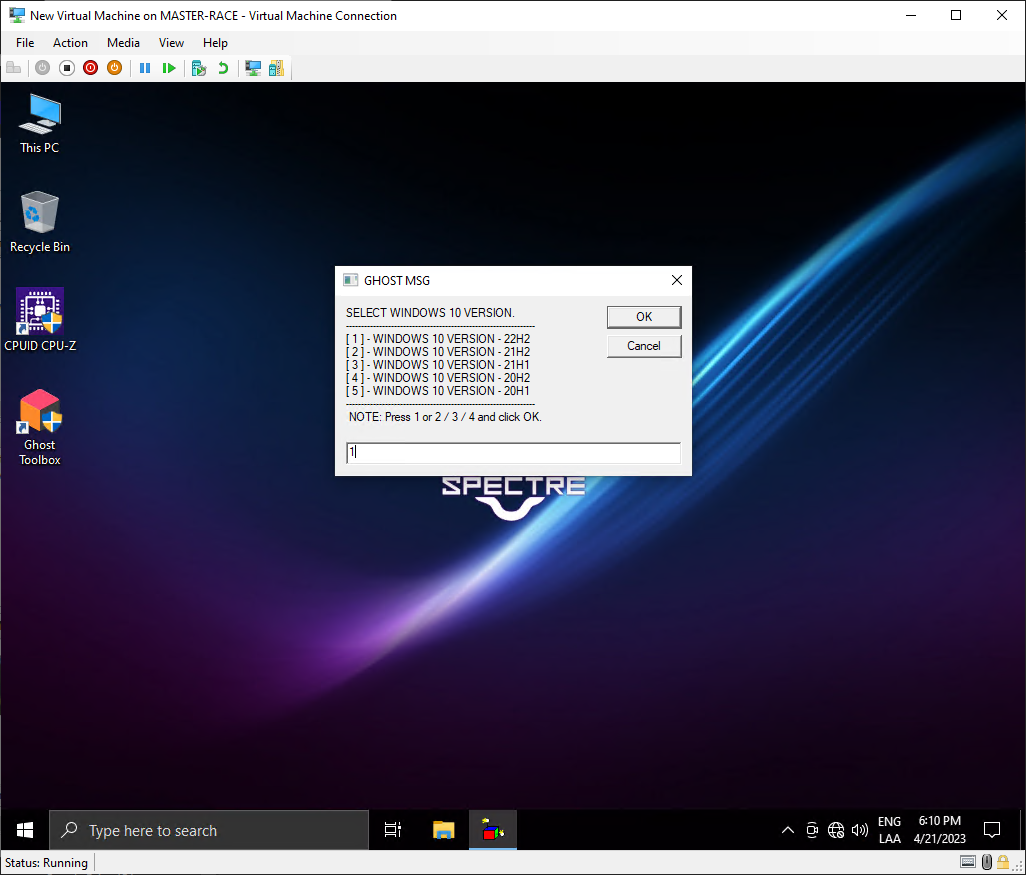 New Virtual Machine on MASTER-RACE - Virtual Machine Connection
File Action Media View Help
This PC
Recycle Bin
CPUID CPU-Z
Ghost
Toolbox
GHOST MSG
SELECT WINDOWS 10 VERSION.
------------------------------------------------------------
[ 1 ] - WINDOWS 10 VERSION - 22H2
[ 2 ] - WINDOWS 10 VERSION - 21H2
[ 3 ] - WINDOWS 10 VERSION - 21H1
[ 4 ] - WINDOWS 10 VERSION - 20H2
[ 5 ] - WINDOWS 10 VERSION - 20H1
------------------------------------------------------------
NOTE: Press 1 or 2 / 3 / 4 and click OK.
1
OK
Cancel
SPECTRE
Type here to search
ENG
LAA
6:10 PM
4/21/2023
Status: Running